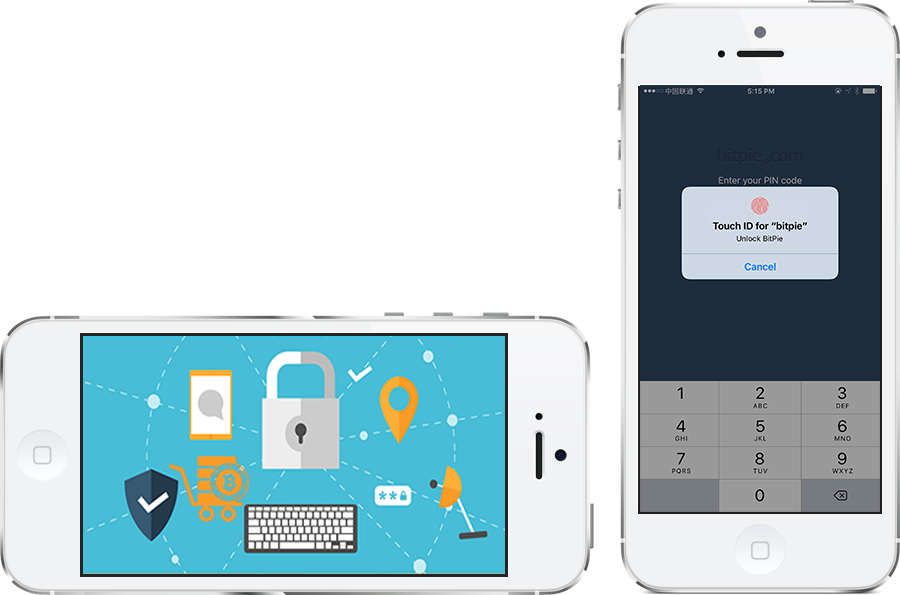 中国联通
5:15 PM
bitpie.com
Enter your PIN code
Touch ID for “bitpie”
Unlock BitPie
Cancel
1
2
3
ABC
DEF
4
5
6
GHI
JKL
MNO
7
8
9
PQRS
TUV
WXYZ
0
**